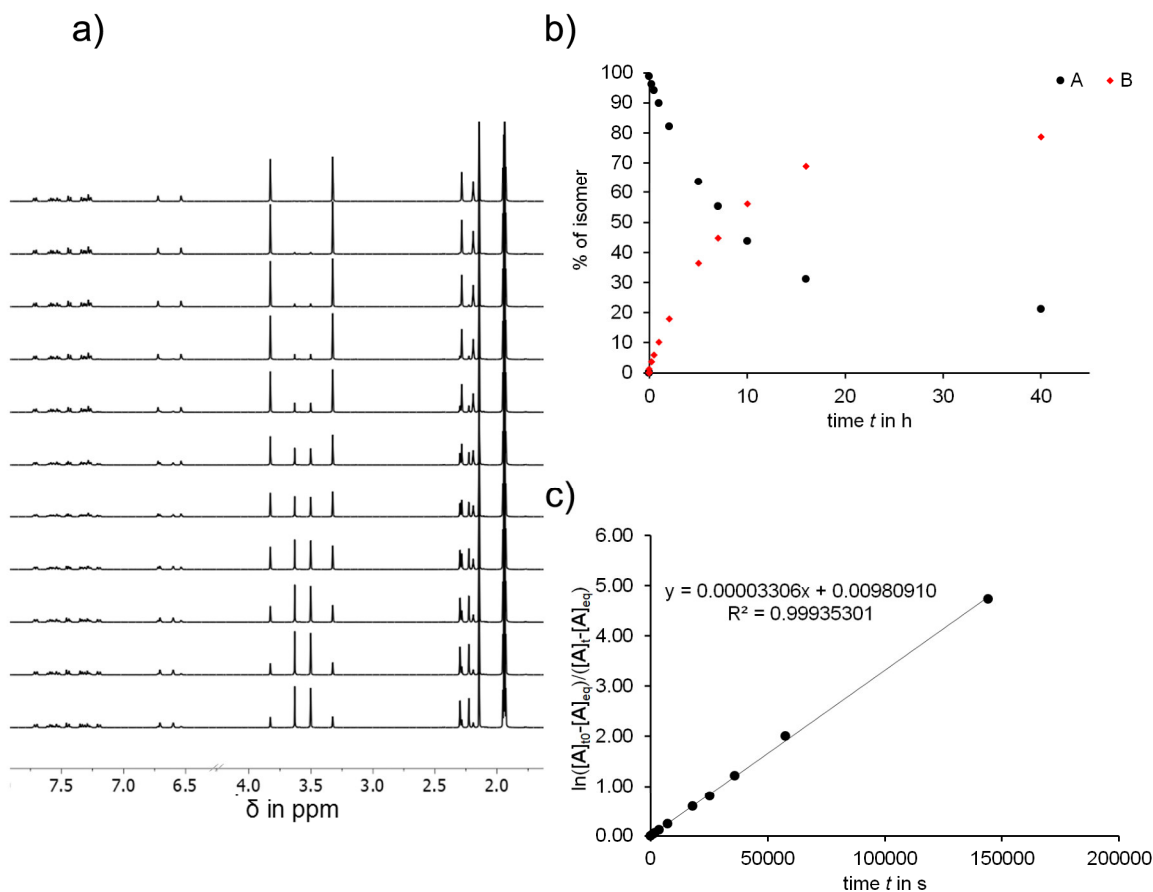 a)
7.5 7.0 6.5 4.0 3.5 3.0 2.5 2.0
δ in ppm
b)
100
90
80
70
60
50
40
30
20
10
0
% of isomer
A B
0 10 20 30 40
time t in h
c)
6.00
5.00
4.00
3.00
2.00
1.00
0.00
ln([A]t0-[A]eq)/([A]t-[A]eq)
y = 0.00003306x + 0.00980910
R² = 0.99935301
0 50000 100000 150000 200000
time t in s